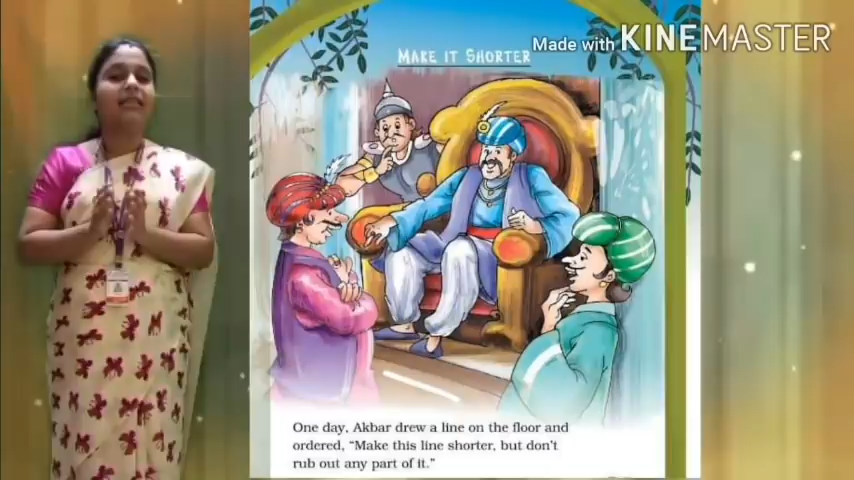 Made with KINEMASTER
MAKE IT SHORTER
One day, Akbar drew a line on the floor and
ordered, “Make this line shorter, but don’t
rub out any part of it.”